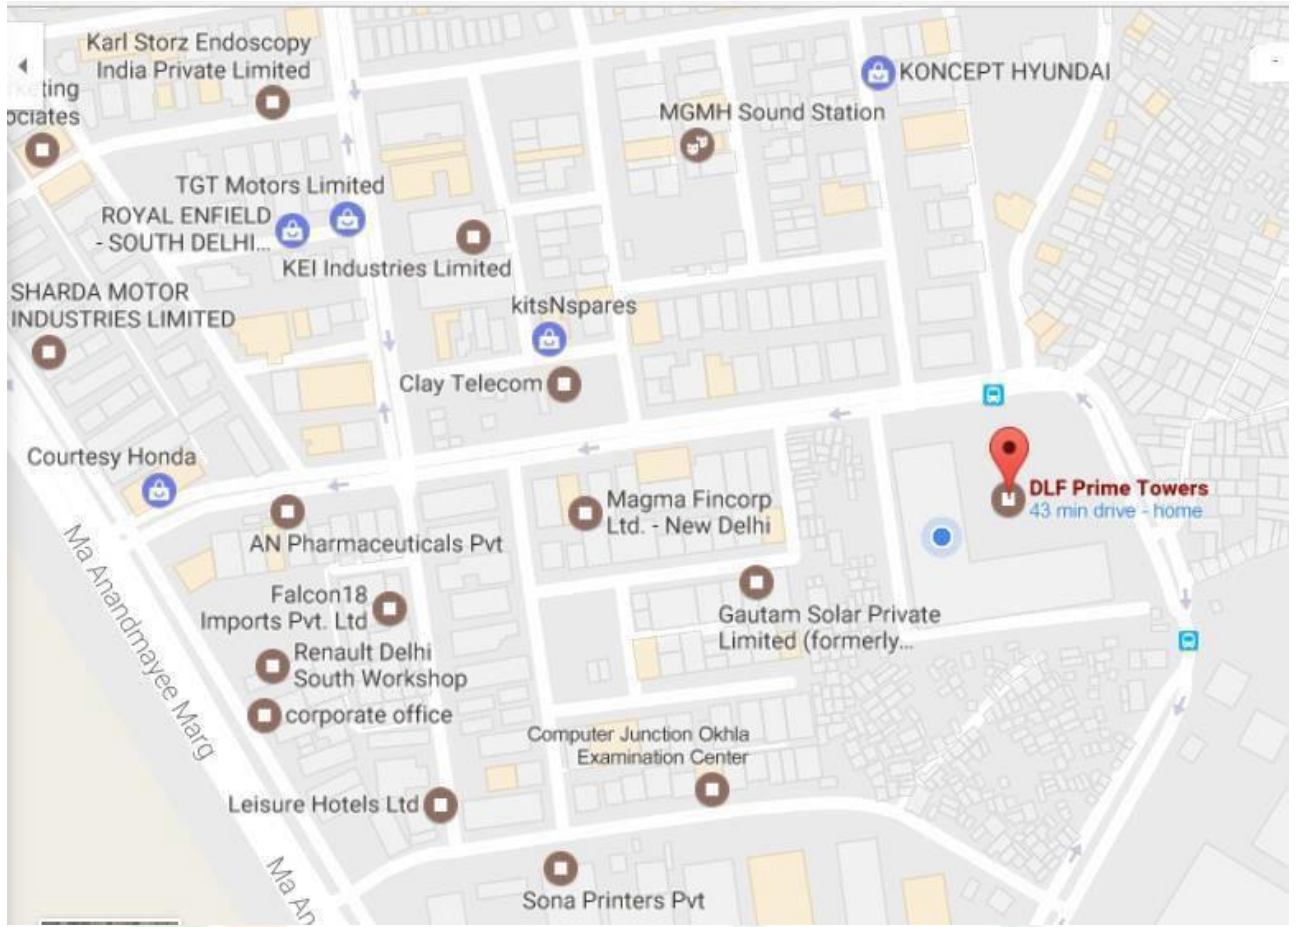 Karl Storz Endoscopy
India Private Limited
KONCEPT HYUNDAI
MGMH Sound Station
TGT Motors Limited
ROYAL ENFIELD
- SOUTH DELHI...
KEI Industries Limited
SHARDA MOTOR
INDUSTRIES LIMITED
kitsNspares
Clay Telecom
Courtesy Honda
DLF Prime Towers
43 min drive - home
Magma Fincorp
Ltd. - New Delhi
AN Pharmaceuticals Pvt
Ma Anandmayee Marg
Falcon18
Imports Pvt. Ltd
Gautam Solar Private
Limited (formerly...
Renault Delhi
South Workshop
corporate office
Computer Junction Okhla
Examination Center
Leisure Hotels Ltd
Ma An
Sona Printers Pvt